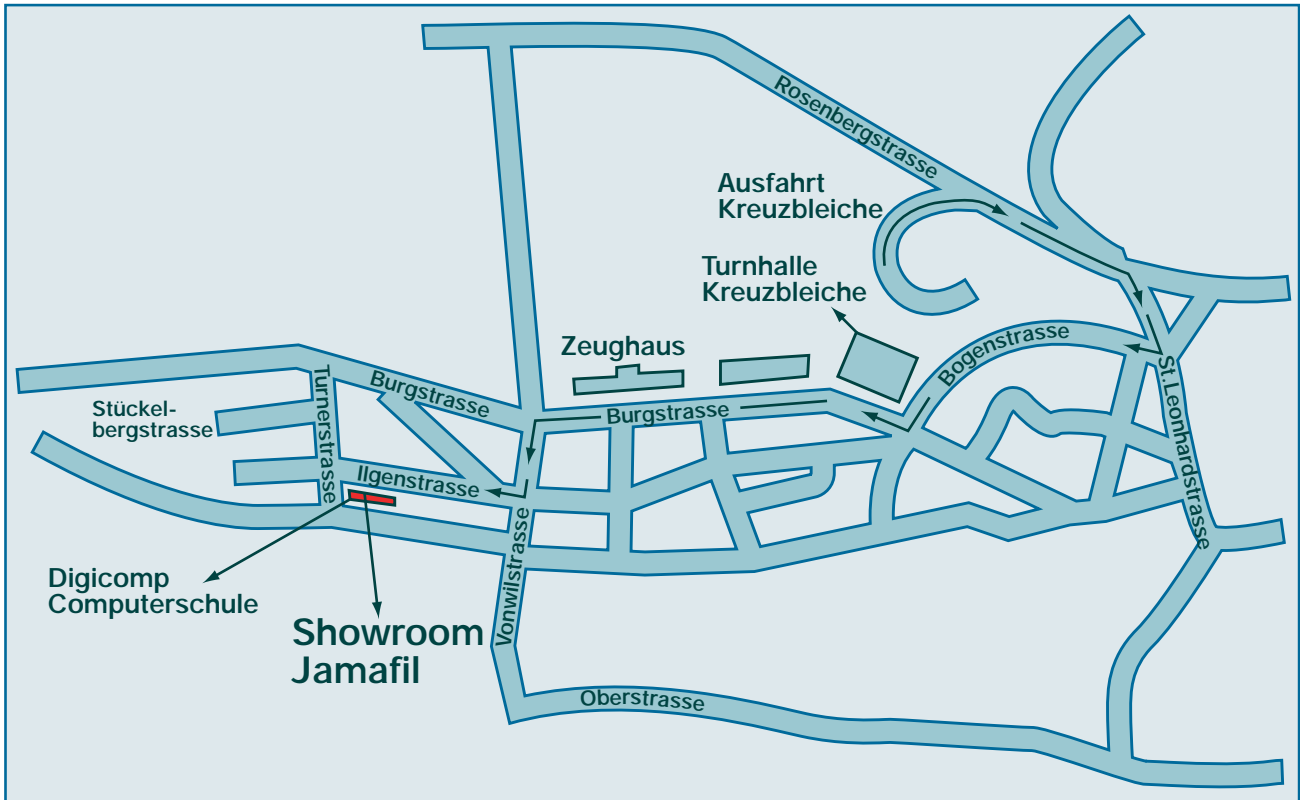 Rosenbergstrasse
Ausfahrt
Kreuzbleiche
Turnhalle
Kreuzbleiche
Zeughaus
Bogenstrasse
St.Leonhardstrasse
Burgstrasse
Burgstrasse
Turnerstrasse
Stückel-
bergstrasse
Ilgenstrasse
Vonwilstrasse
Digicomp
Computerschule
Showroom
Jamafil
Oberstrasse